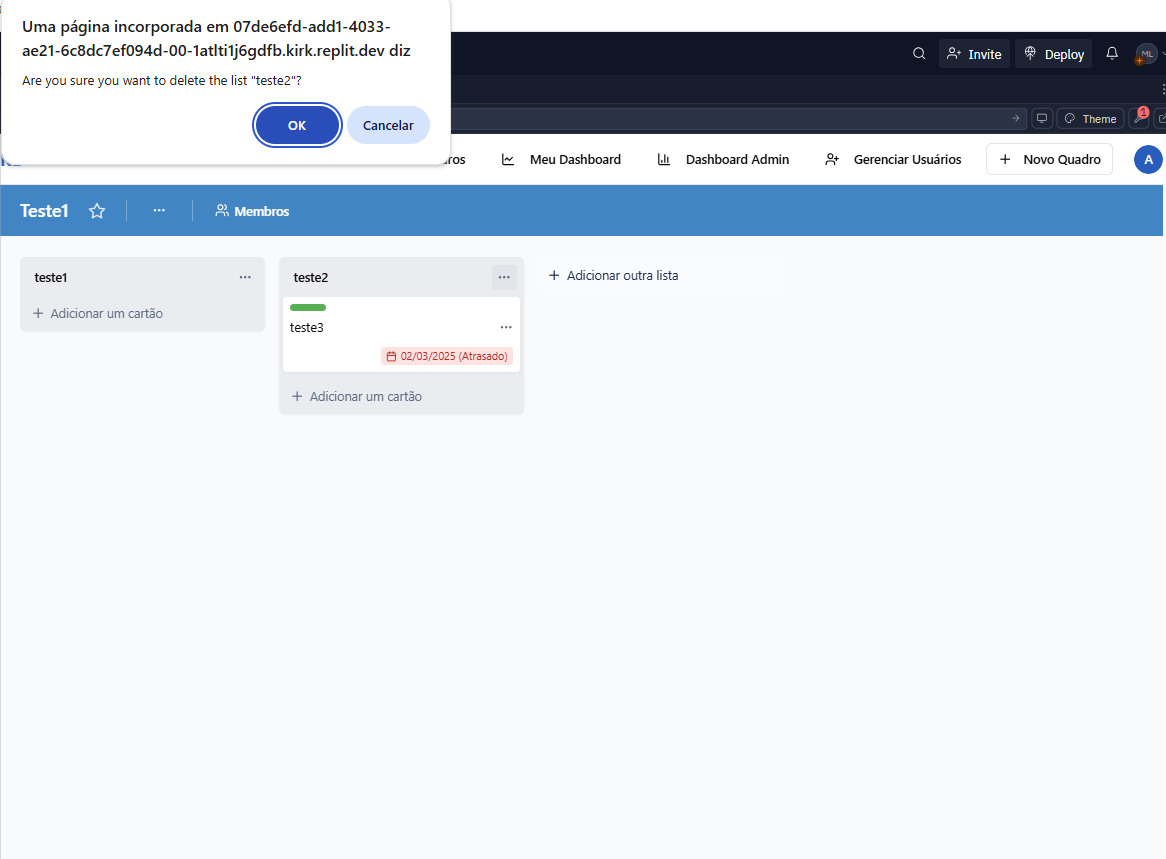 Uma página incorporada em 07de6efd-add1-4033-
ae21-6c8dc7ef094d-00-1atlti1j6gdfb.kirk.replit.dev diz
Are you sure you want to delete the list "teste2"?
OK
Cancelar
Invite
Deploy
ML
Theme
1
Meu Dashboard
Dashboard Admin
Gerenciar Usuários
Novo Quadro
A
Teste1
Membros
teste1
Adicionar um cartão
teste2
teste3
02/03/2025 (Atrasado)
Adicionar um cartão
Adicionar outra lista